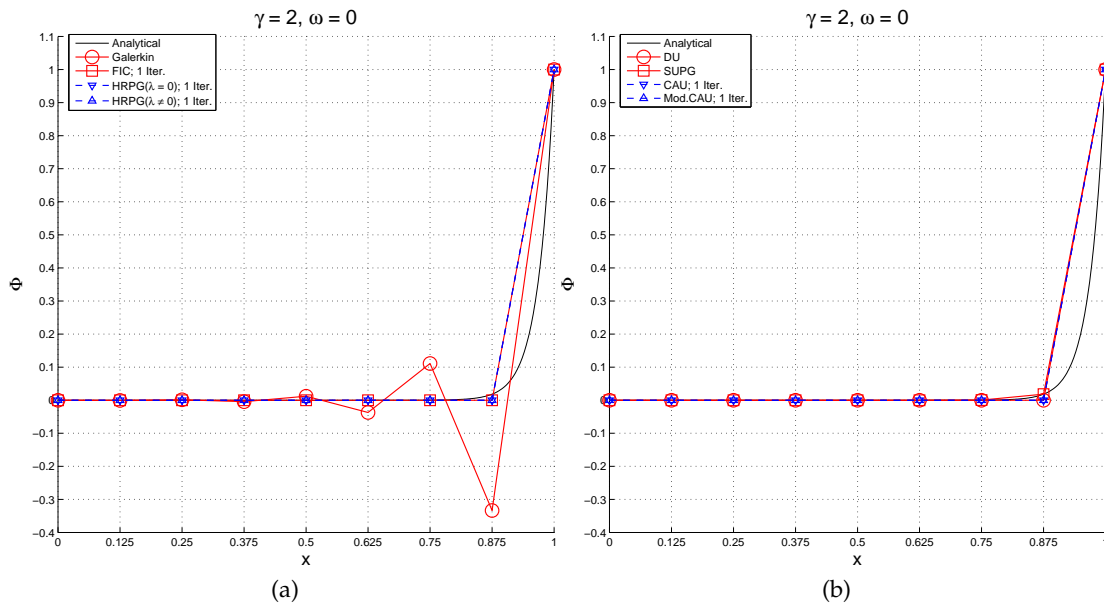 γ = 2, ω = 0
1.1
1
0.9
0.8
0.7
0.6
0.5
0.4
0.3
0.2
0.1
0
−0.1
−0.2
−0.3
−0.4
Φ
Analytical
Galerkin
FIC; 1 Iter.
HRPG(λ = 0); 1 Iter.
HRPG(λ ≠ 0); 1 Iter.
0 0.125 0.25 0.375 0.5 0.625 0.75 0.875 1
x
(a)
γ = 2, ω = 0
1.1
1
0.9
0.8
0.7
0.6
0.5
0.4
0.3
0.2
0.1
0
−0.1
−0.2
−0.3
−0.4
Φ
Analytical
DU
SUPG
CAU; 1 Iter.
Mod.CAU; 1 Iter.
0 0.125 0.25 0.375 0.5 0.625 0.75 0.875 1
x
(b)